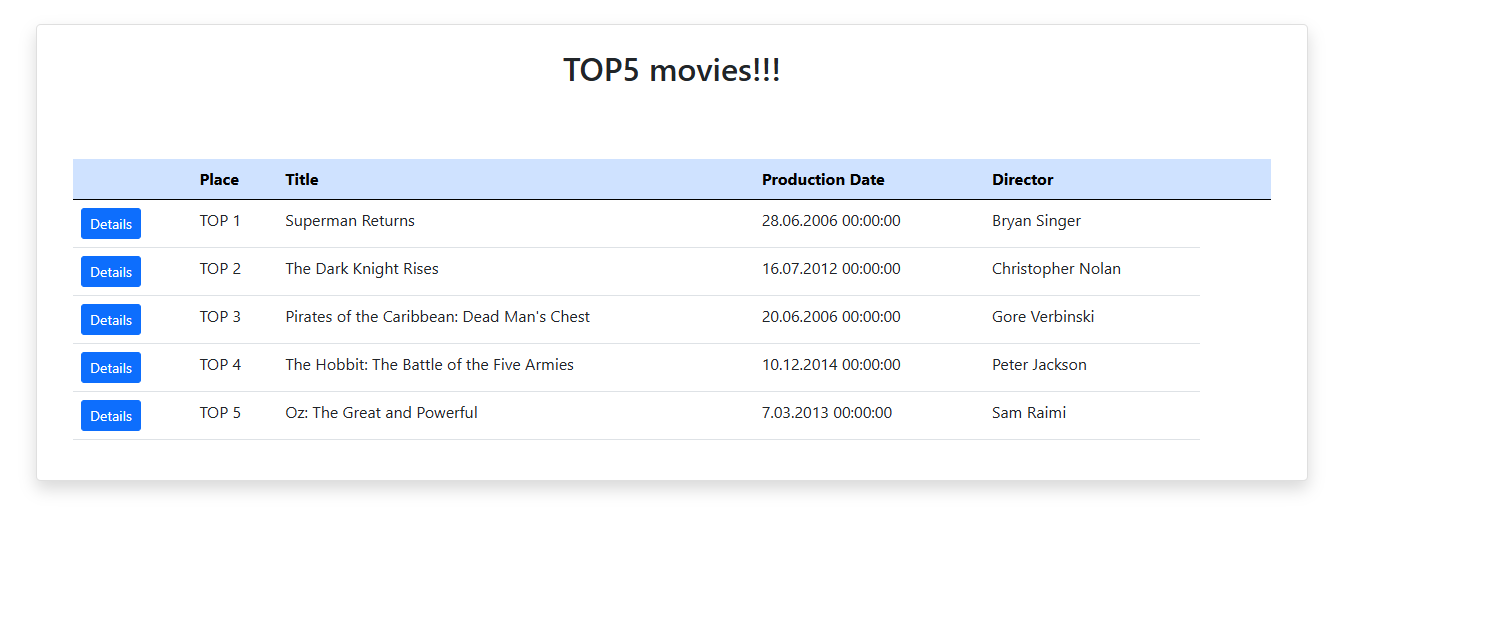 TOP5 movies!!!
Place Title Production Date Director
Details TOP 1 Superman Returns 28.06.2006 00:00:00 Bryan Singer
Details TOP 2 The Dark Knight Rises 16.07.2012 00:00:00 Christopher Nolan
Details TOP 3 Pirates of the Caribbean: Dead Man's Chest 20.06.2006 00:00:00 Gore Verbinski
Details TOP 4 The Hobbit: The Battle of the Five Armies 10.12.2014 00:00:00 Peter Jackson
Details TOP 5 Oz: The Great and Powerful 7.03.2013 00:00:00 Sam Raimi